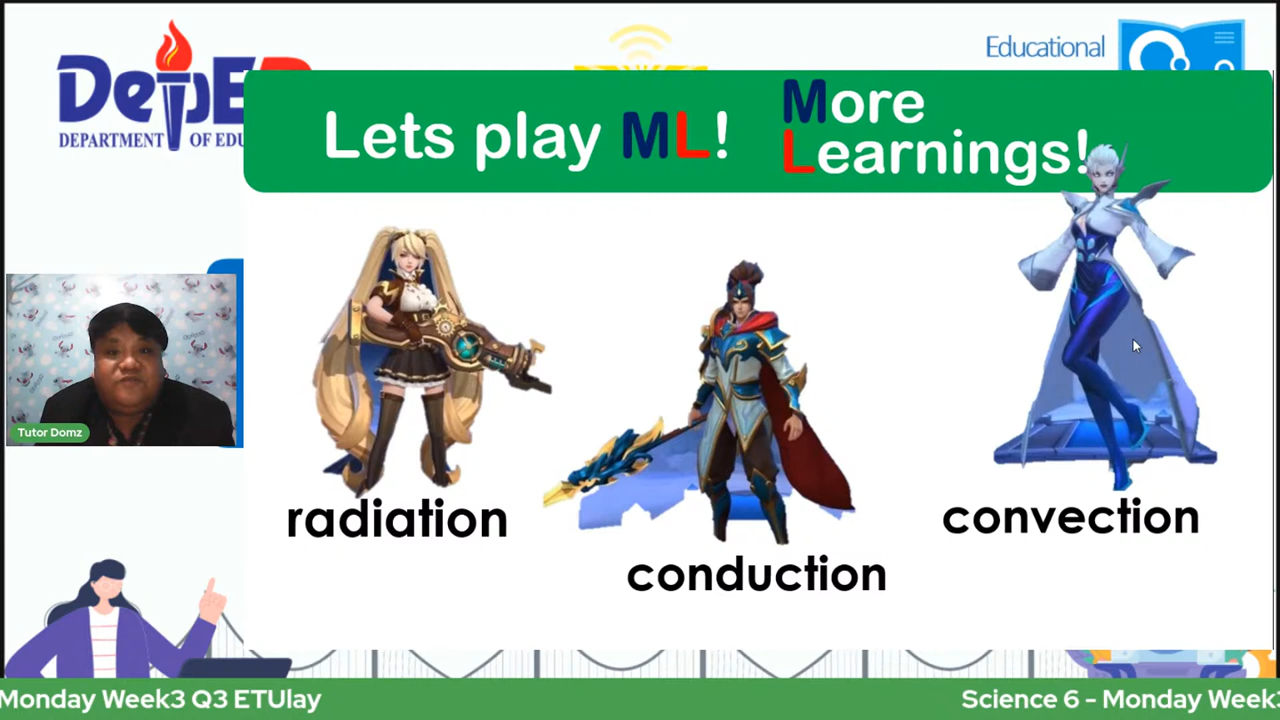 DepED
DEPARTMENT OF EDU
Educational
Lets play ML!
More
Learnings!
Tutor Domz
radiation
conduction
convection
Monday Week3 Q3 ETUlay
Science 6 - Monday Week3